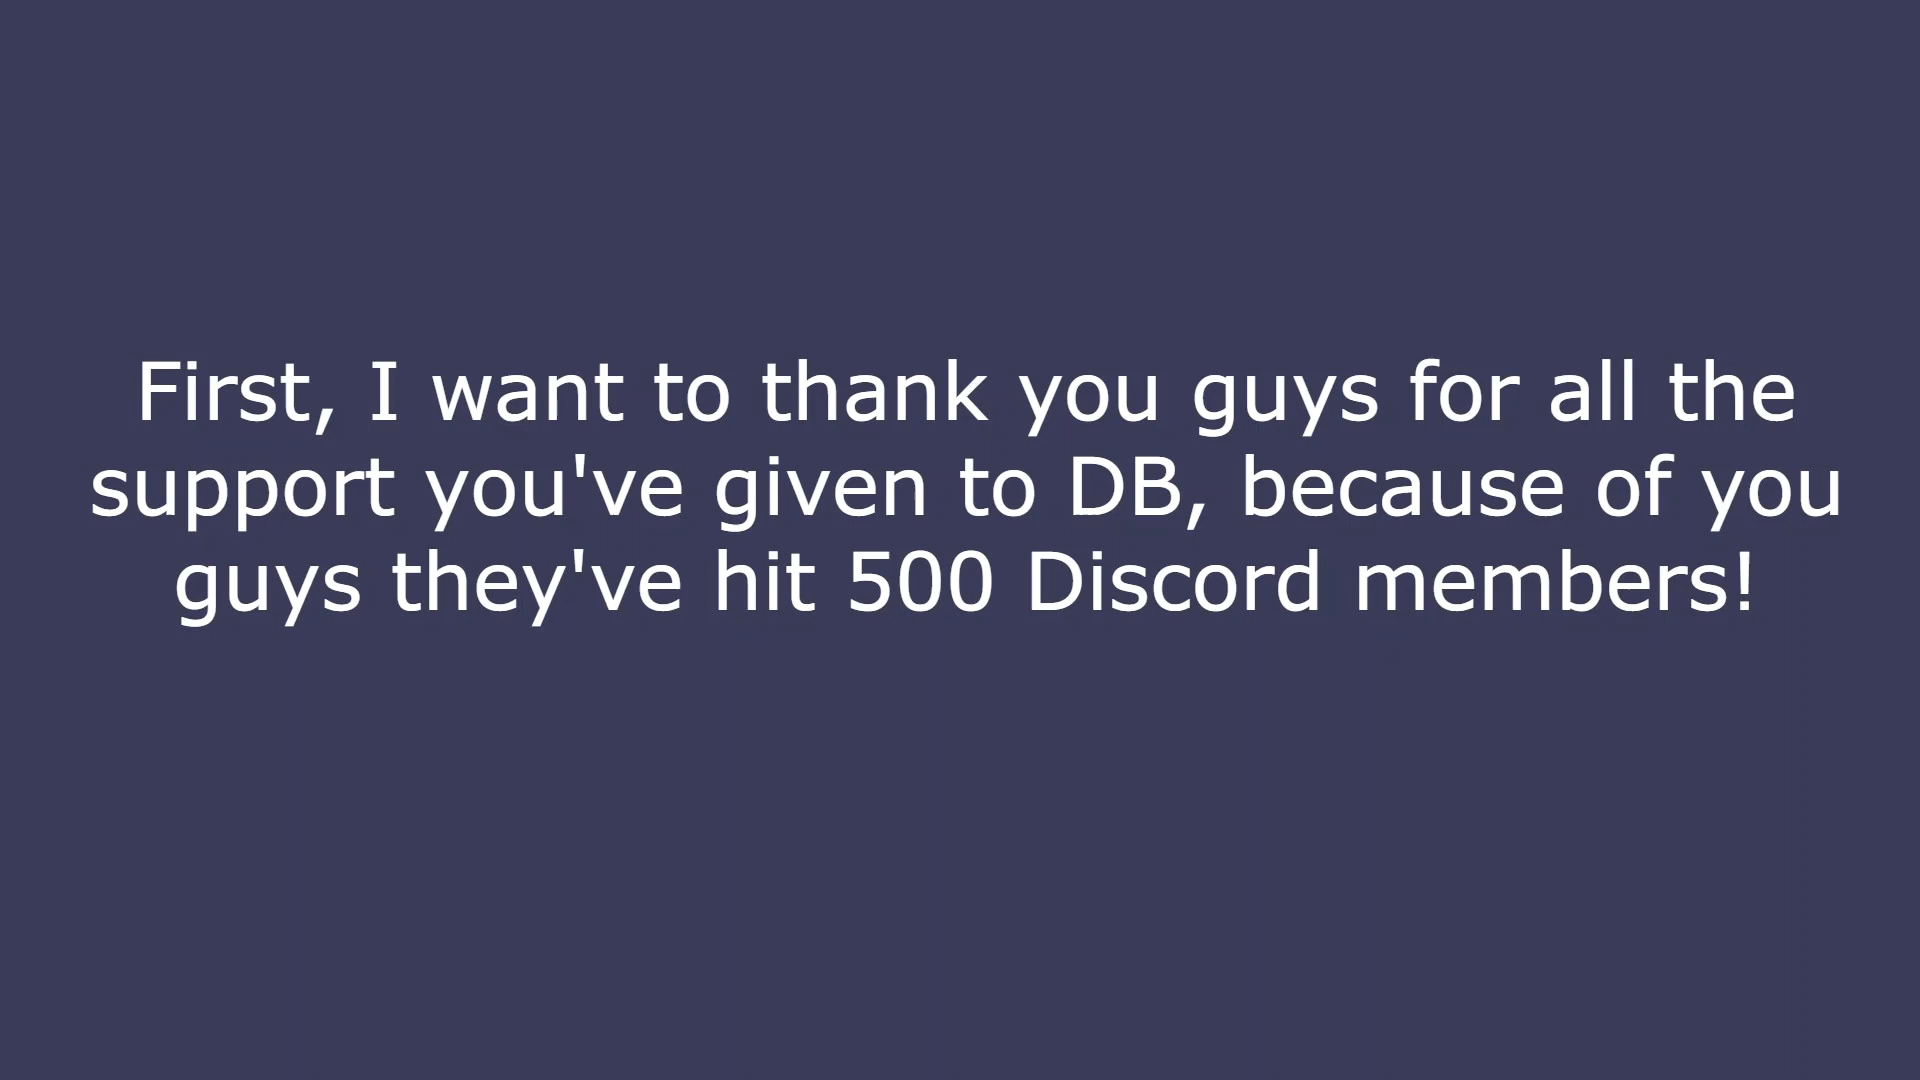 First, I want to thank you guys for all the
support you've given to DB, because of you
guys they've hit 500 Discord members!